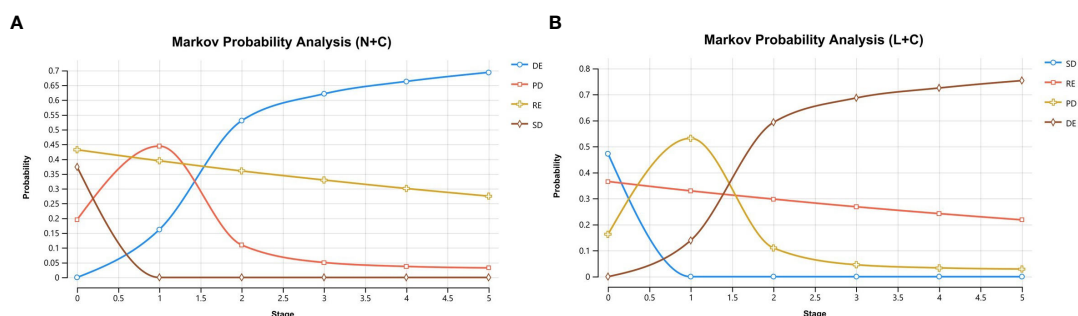 A
Markov Probability Analysis (N+C)
DE
PD
RE
SD
Probability
0.7
0.65
0.6
0.55
0.5
0.45
0.4
0.35
0.3
0.25
0.2
0.15
0.1
0.05
0
0 0.5 1 1.5 2 2.5 3 3.5 4 4.5 5
Stage
B
Markov Probability Analysis (L+C)
SD
RE
PD
DE
Probability
0.8
0.7
0.6
0.5
0.4
0.3
0.2
0.1
0
0 0.5 1 1.5 2 2.5 3 3.5 4 4.5 5
Stage